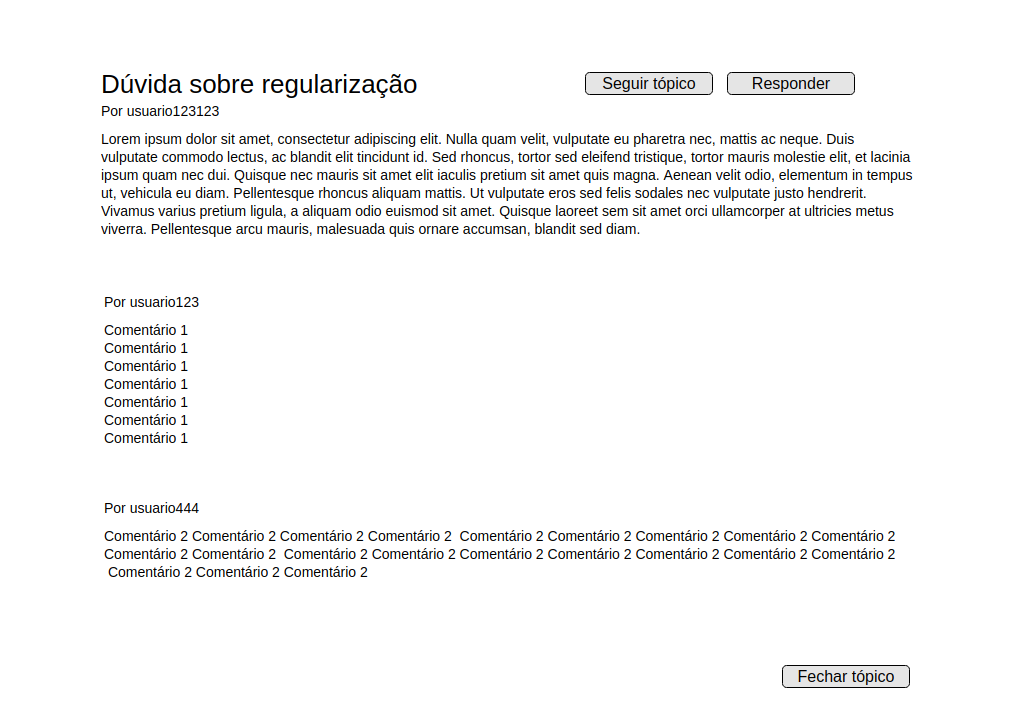 Dúvida sobre regularização
Seguir tópico
Responder
Por usuario123123
Lorem ipsum dolor sit amet, consectetur adipiscing elit. Nulla quam velit, vulputate eu pharetra nec, mattis ac neque. Duis
vulputate commodo lectus, ac blandit elit tincidunt id. Sed rhoncus, tortor sed eleifend tristique, tortor mauris molestie elit, et lacinia
ipsum quam nec dui. Quisque nec mauris sit amet elit iaculis pretium sit amet quis magna. Aenean velit odio, elementum in tempus
ut, vehicula eu diam. Pellentesque rhoncus aliquam mattis. Ut vulputate eros sed felis sodales nec vulputate justo hendrerit.
Vivamus varius pretium ligula, a aliquam odio euismod sit amet. Quisque laoreet sem sit amet orci ullamcorper at ultricies metus
viverra. Pellentesque arcu mauris, malesuada quis ornare accumsan, blandit sed diam.
Por usuario123
Comentário 1
Comentário 1
Comentário 1
Comentário 1
Comentário 1
Comentário 1
Comentário 1
Por usuario444
Comentário 2 Comentário 2 Comentário 2 Comentário 2  Comentário 2 Comentário 2 Comentário 2 Comentário 2 Comentário 2
Comentário 2 Comentário 2  Comentário 2 Comentário 2 Comentário 2 Comentário 2 Comentário 2 Comentário 2 Comentário 2
Comentário 2 Comentário 2 Comentário 2
Fechar tópico